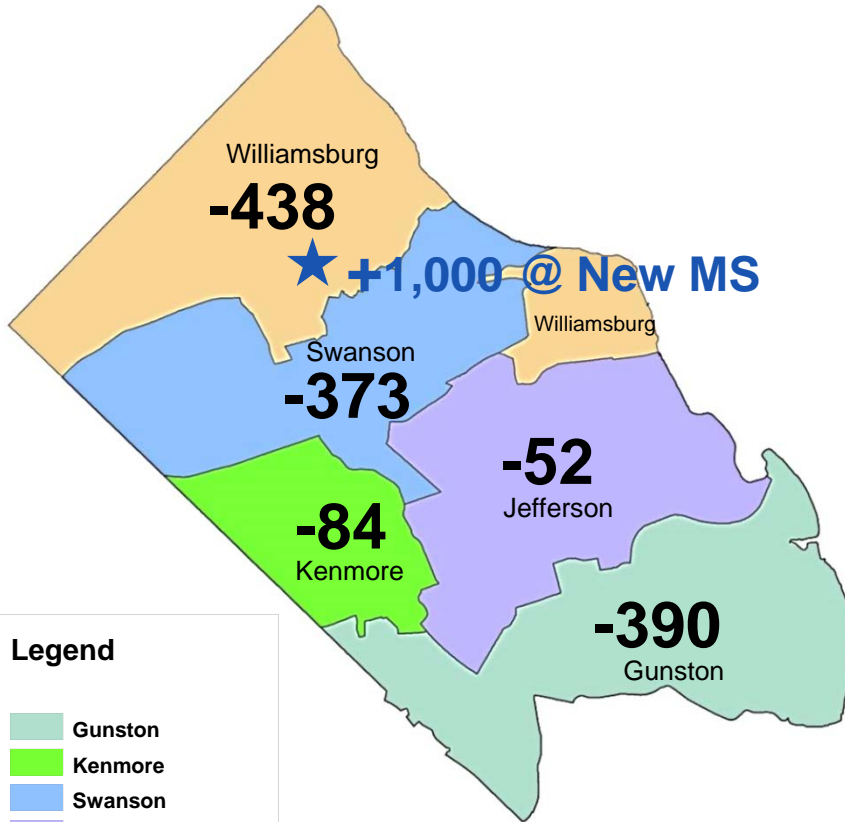 Williamsburg
-438
+1,000 @ New MS
Williamsburg
Swanson
-373
-52
Jefferson
-84
Kenmore
-390
Gunston
Legend
Gunston
Kenmore
Swanson